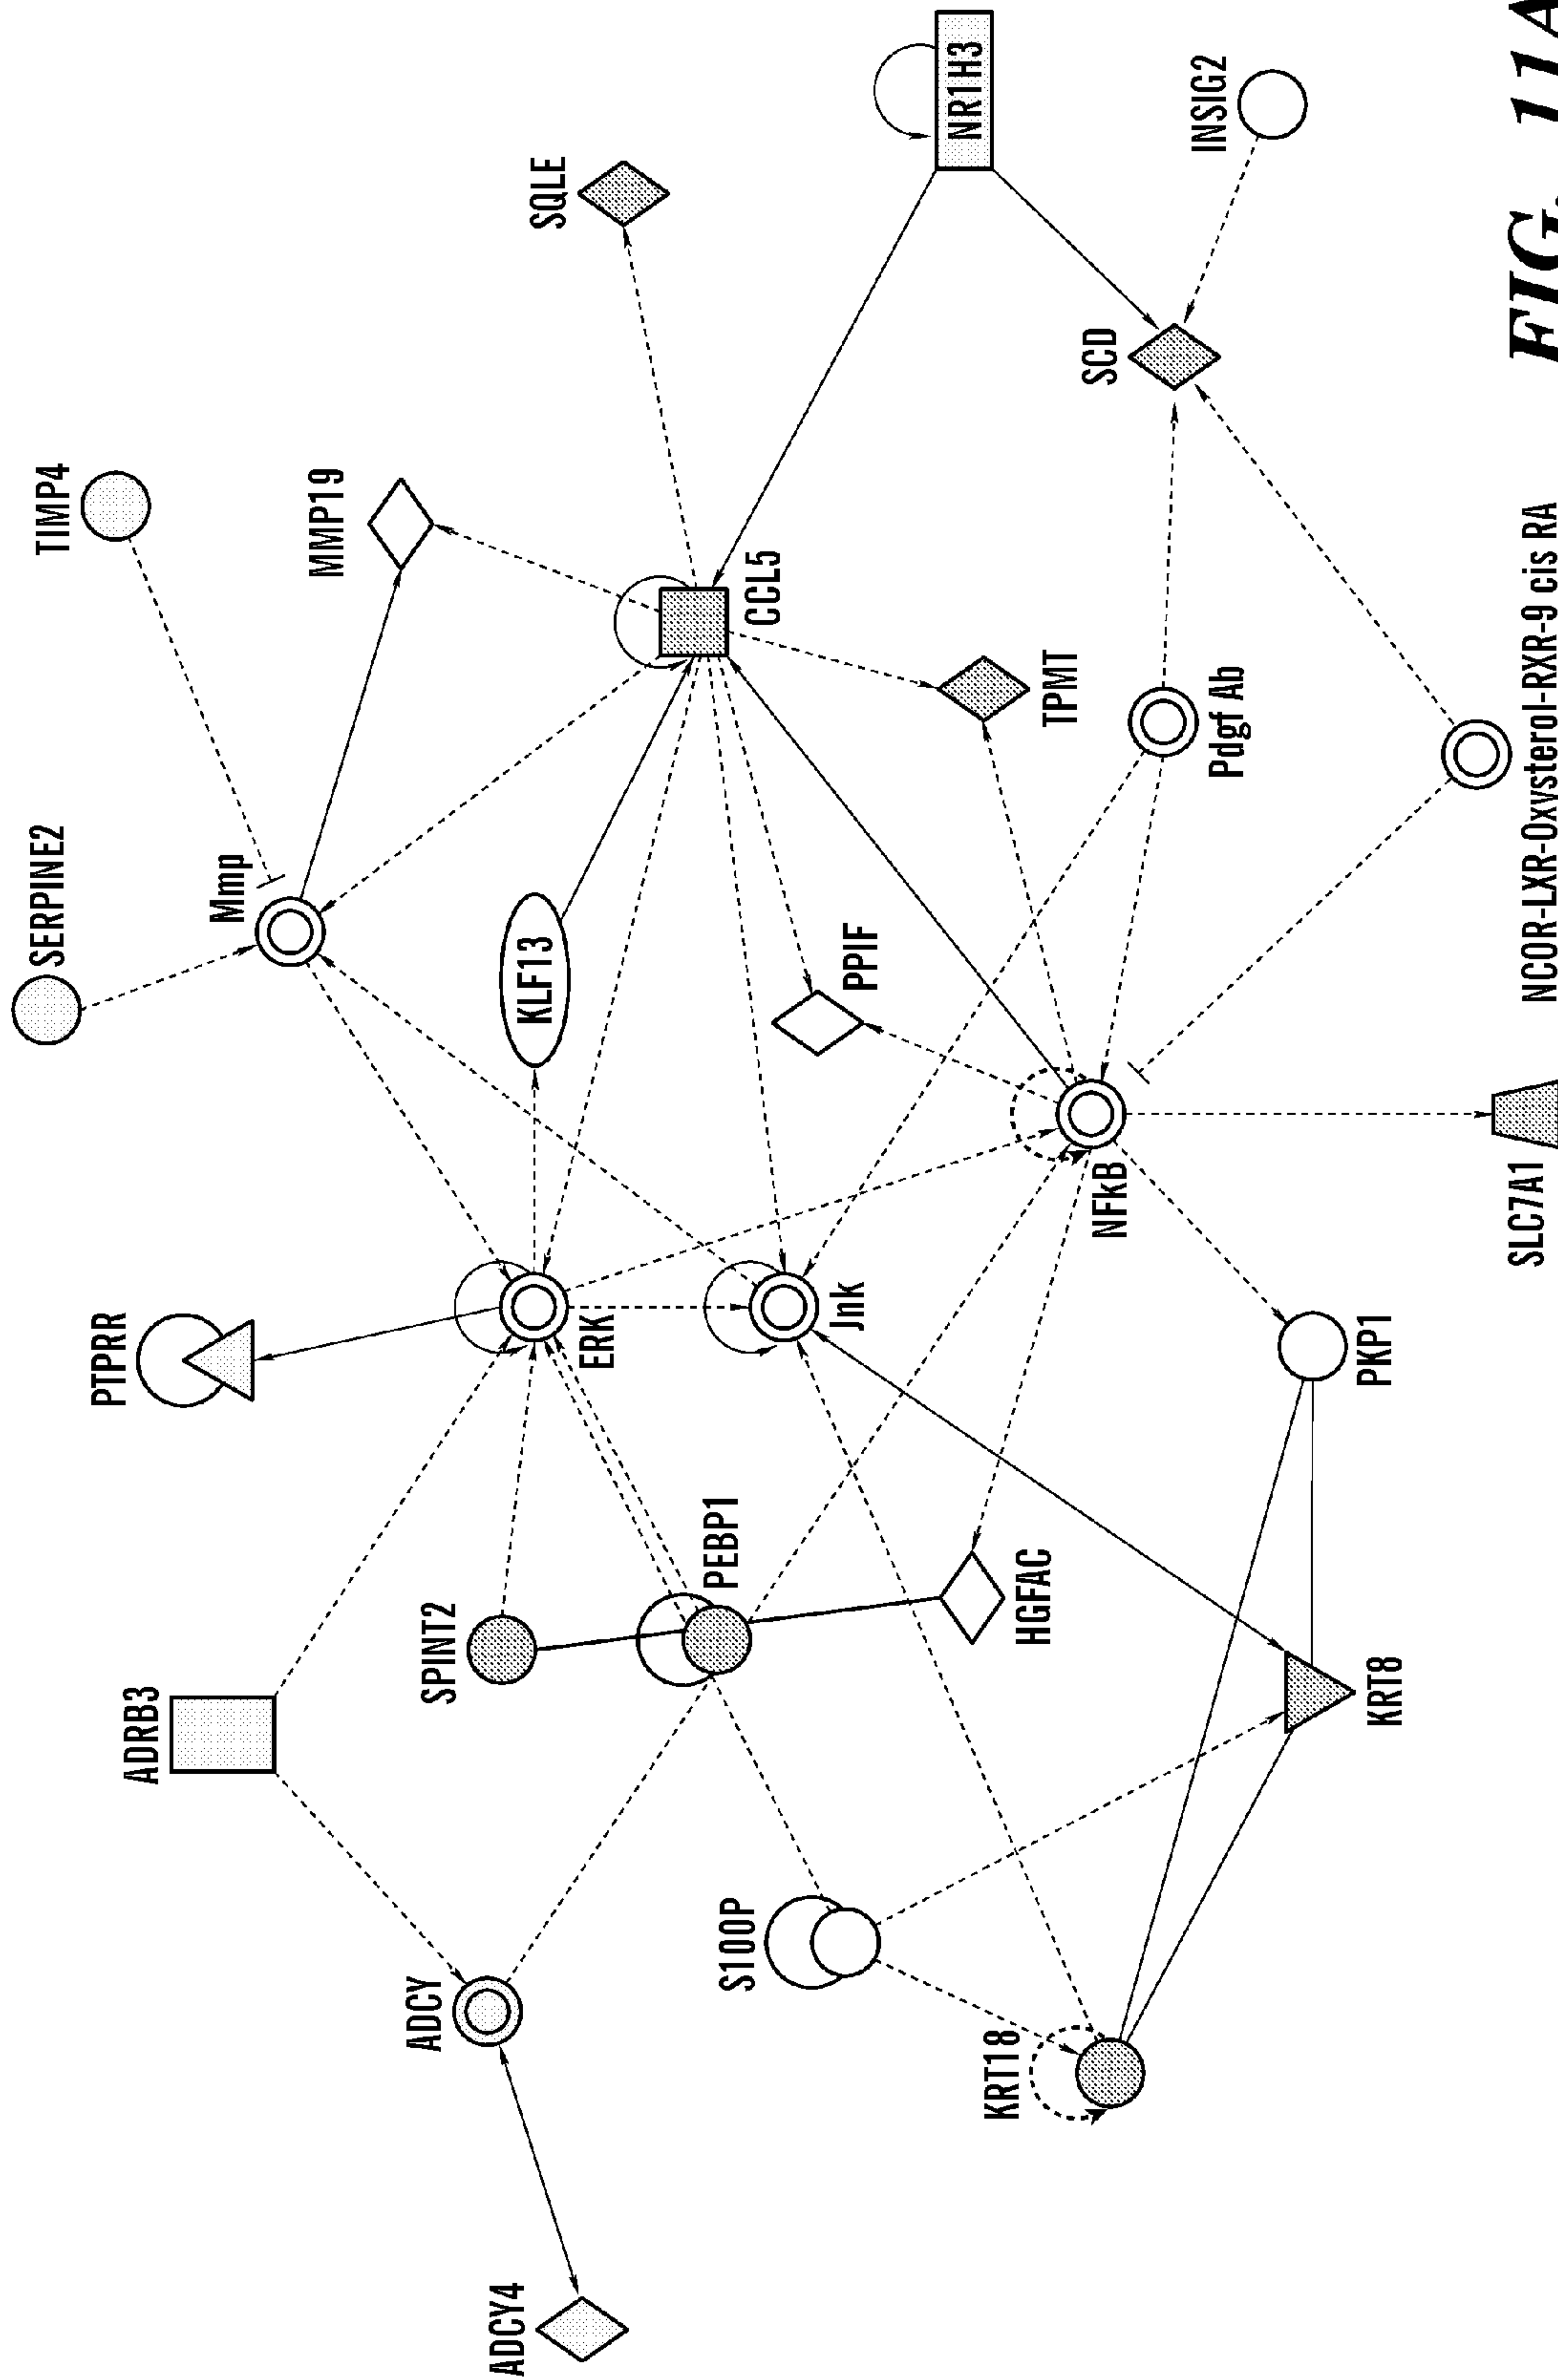 SERPINE2
TIMP4
PTPRR
ADRB3
Mmp
MMP19
ADCY
SPINT2
ADCY4
KLF13
SQLE
ERK
PEBP1
S100P
CCL5
Jnk
PPIF
NR1H3
KRT18
HGFAC
TPMT
SCD
NFkB
INSIG2
Pdgf Ab
PKP1
KRT8
SLC7A1
NCOR-LXR-Oxysterol-RXR-9 cis RA
FIG. 11A